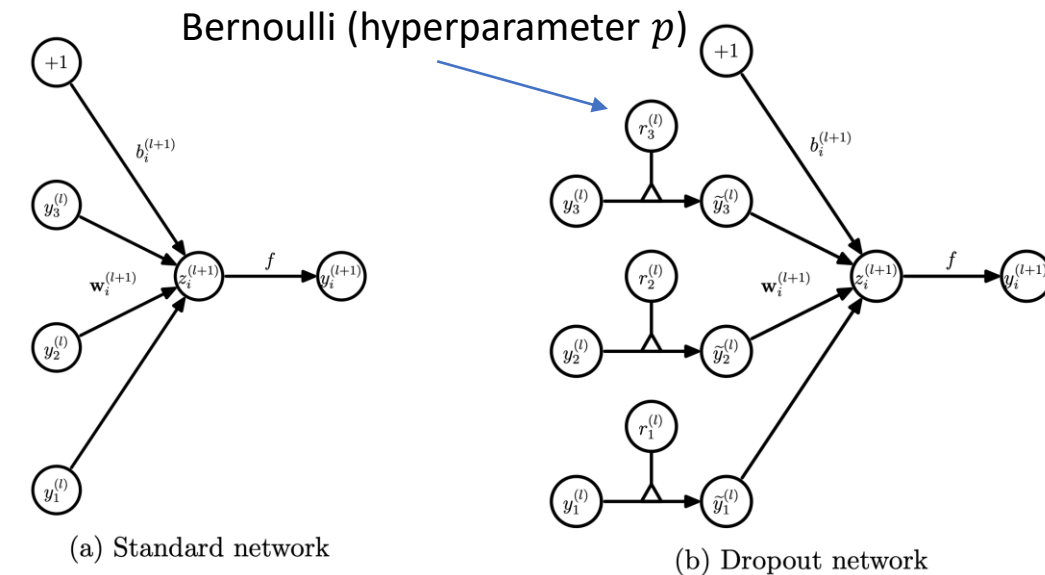 Bernoulli (hyperparameter p)
+1
b_i^{(l+1)}
y_3^{(l)}
w_i^{(l+1)}
z_i^{(l+1)}
f
y_i^{(l+1)}
y_2^{(l)}
y_1^{(l)}
(a) Standard network
+1
r_3^{(l)}
b_i^{(l+1)}
y_3^{(l)}
ỹ_3^{(l)}
r_2^{(l)}
w_i^{(l+1)}
z_i^{(l+1)}
f
y_i^{(l+1)}
y_2^{(l)}
ỹ_2^{(l)}
r_1^{(l)}
y_1^{(l)}
ỹ_1^{(l)}
(b) Dropout network